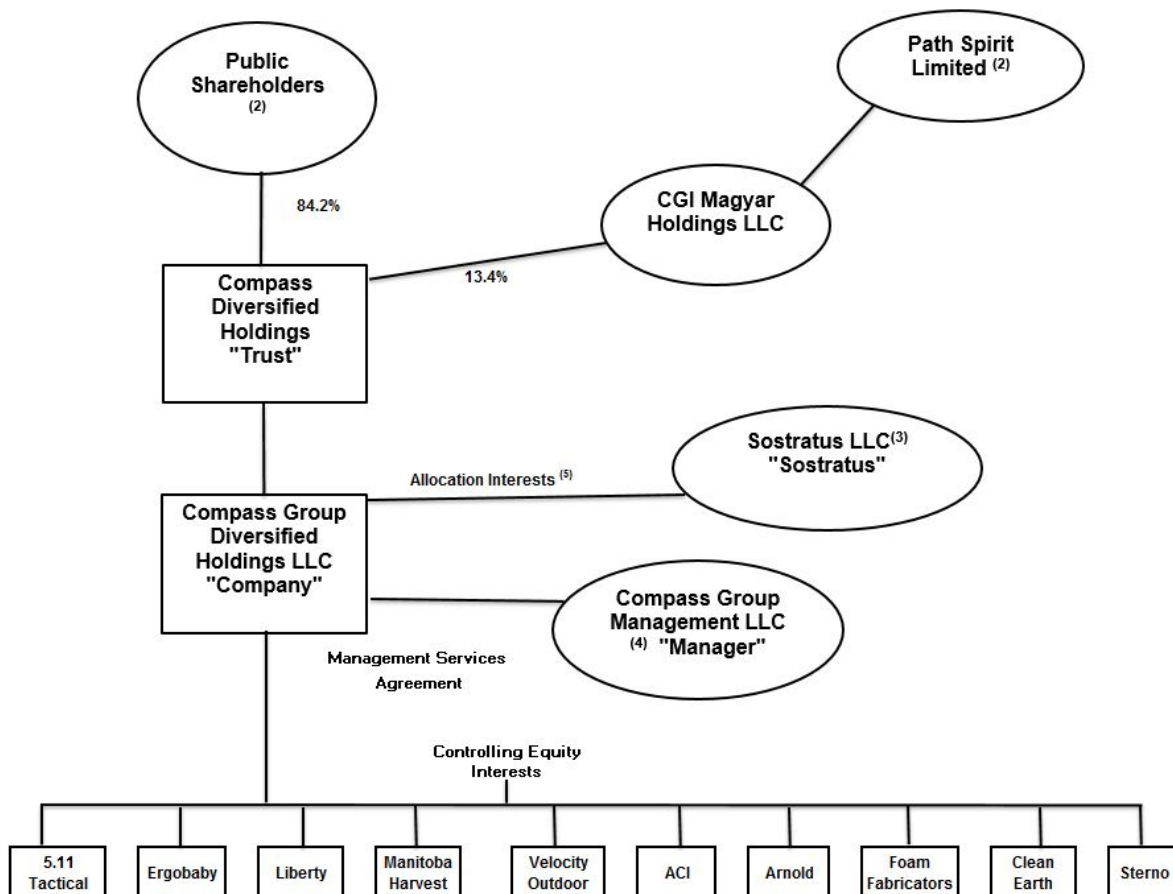 Public
Shareholders
(2)
Path Spirit
Limited (2)
84.2%
CGI Magyar
Holdings LLC
13.4%
Compass
Diversified
Holdings
"Trust"
Sostratus LLC(3)
"Sostratus"
Allocation Interests (5)
Compass Group
Diversified
Holdings LLC
"Company"
Compass Group
Management LLC
(4) "Manager"
Management Services
Agreement
Controlling Equity
Interests
5.11
Tactical
Ergobaby
Liberty
Manitoba
Harvest
Velocity
Outdoor
ACI
Arnold
Foam
Fabricators
Clean
Earth
Sterno